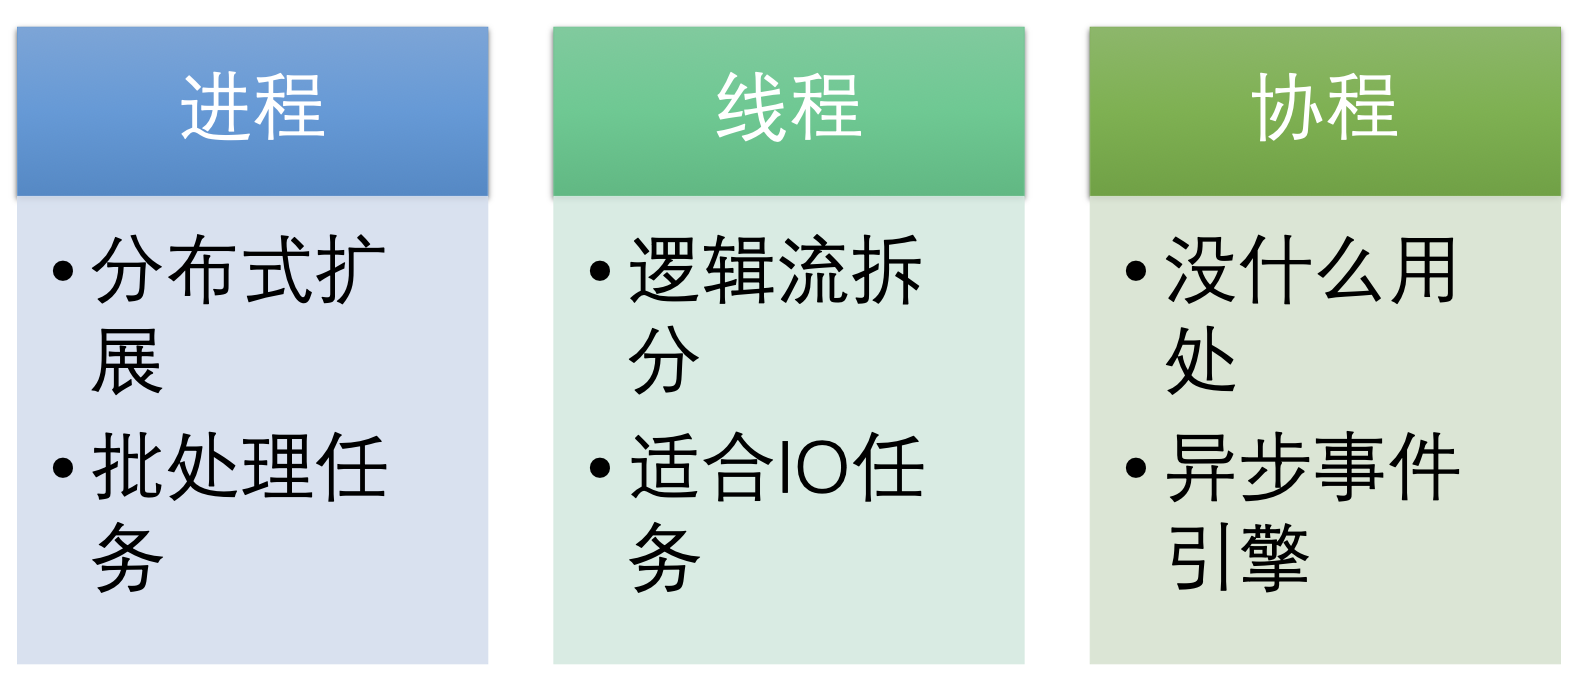 进程
• 分布式扩
展
• 批处理任
务
线程
• 逻辑流拆
分
• 适合IO任
务
协程
• 没什么用
处
• 异步事件
引擎